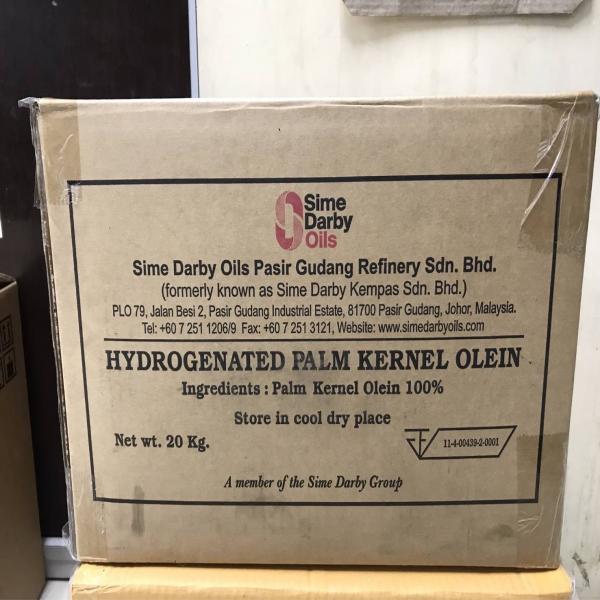 Sime
Darby
Oils
Sime Darby Oils Pasir Gudang Refinery Sdn. Bhd.
(formerly known as Sime Darby Kempas Sdn. Bhd.)
PLO 79, Jalan Besi 2, Pasir Gudang Industrial Estate, 81700 Pasir Gudang, Johor, Malaysia.
Tel: +60 7 251 1206/9 Fax: +60 7 251 3121, Website: www.simedarbyoils.com
HYDROGENATED PALM KERNEL OLEIN
Ingredients : Palm Kernel Olein 100%
Store in cool dry place
Net wt. 20 Kg.
11-4-00439-2-0001
A member of the Sime Darby Group